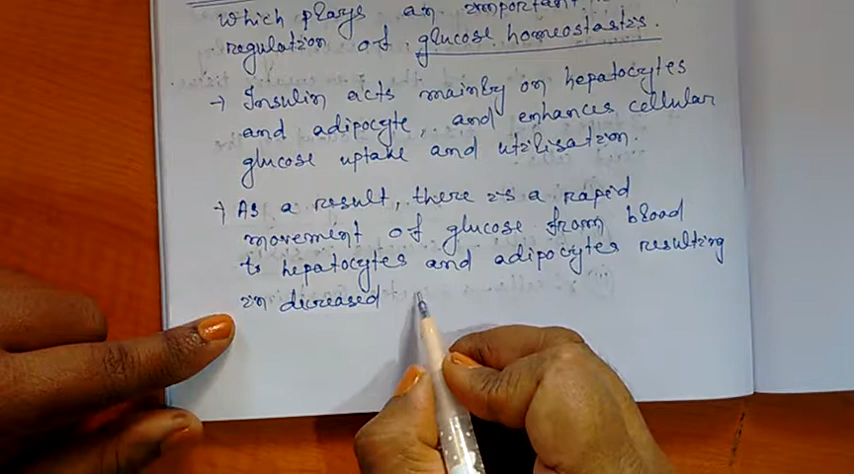 which plays an important
regulation of glucose homeostasis.
→ Insulin acts mainly on hepatocytes
and adipocyte, and enhances cellular
glucose uptake and utilisation.
→ As a result, there is a rapid
movement of glucose from blood
to hepatocytes and adipocytes resulting
in decreased